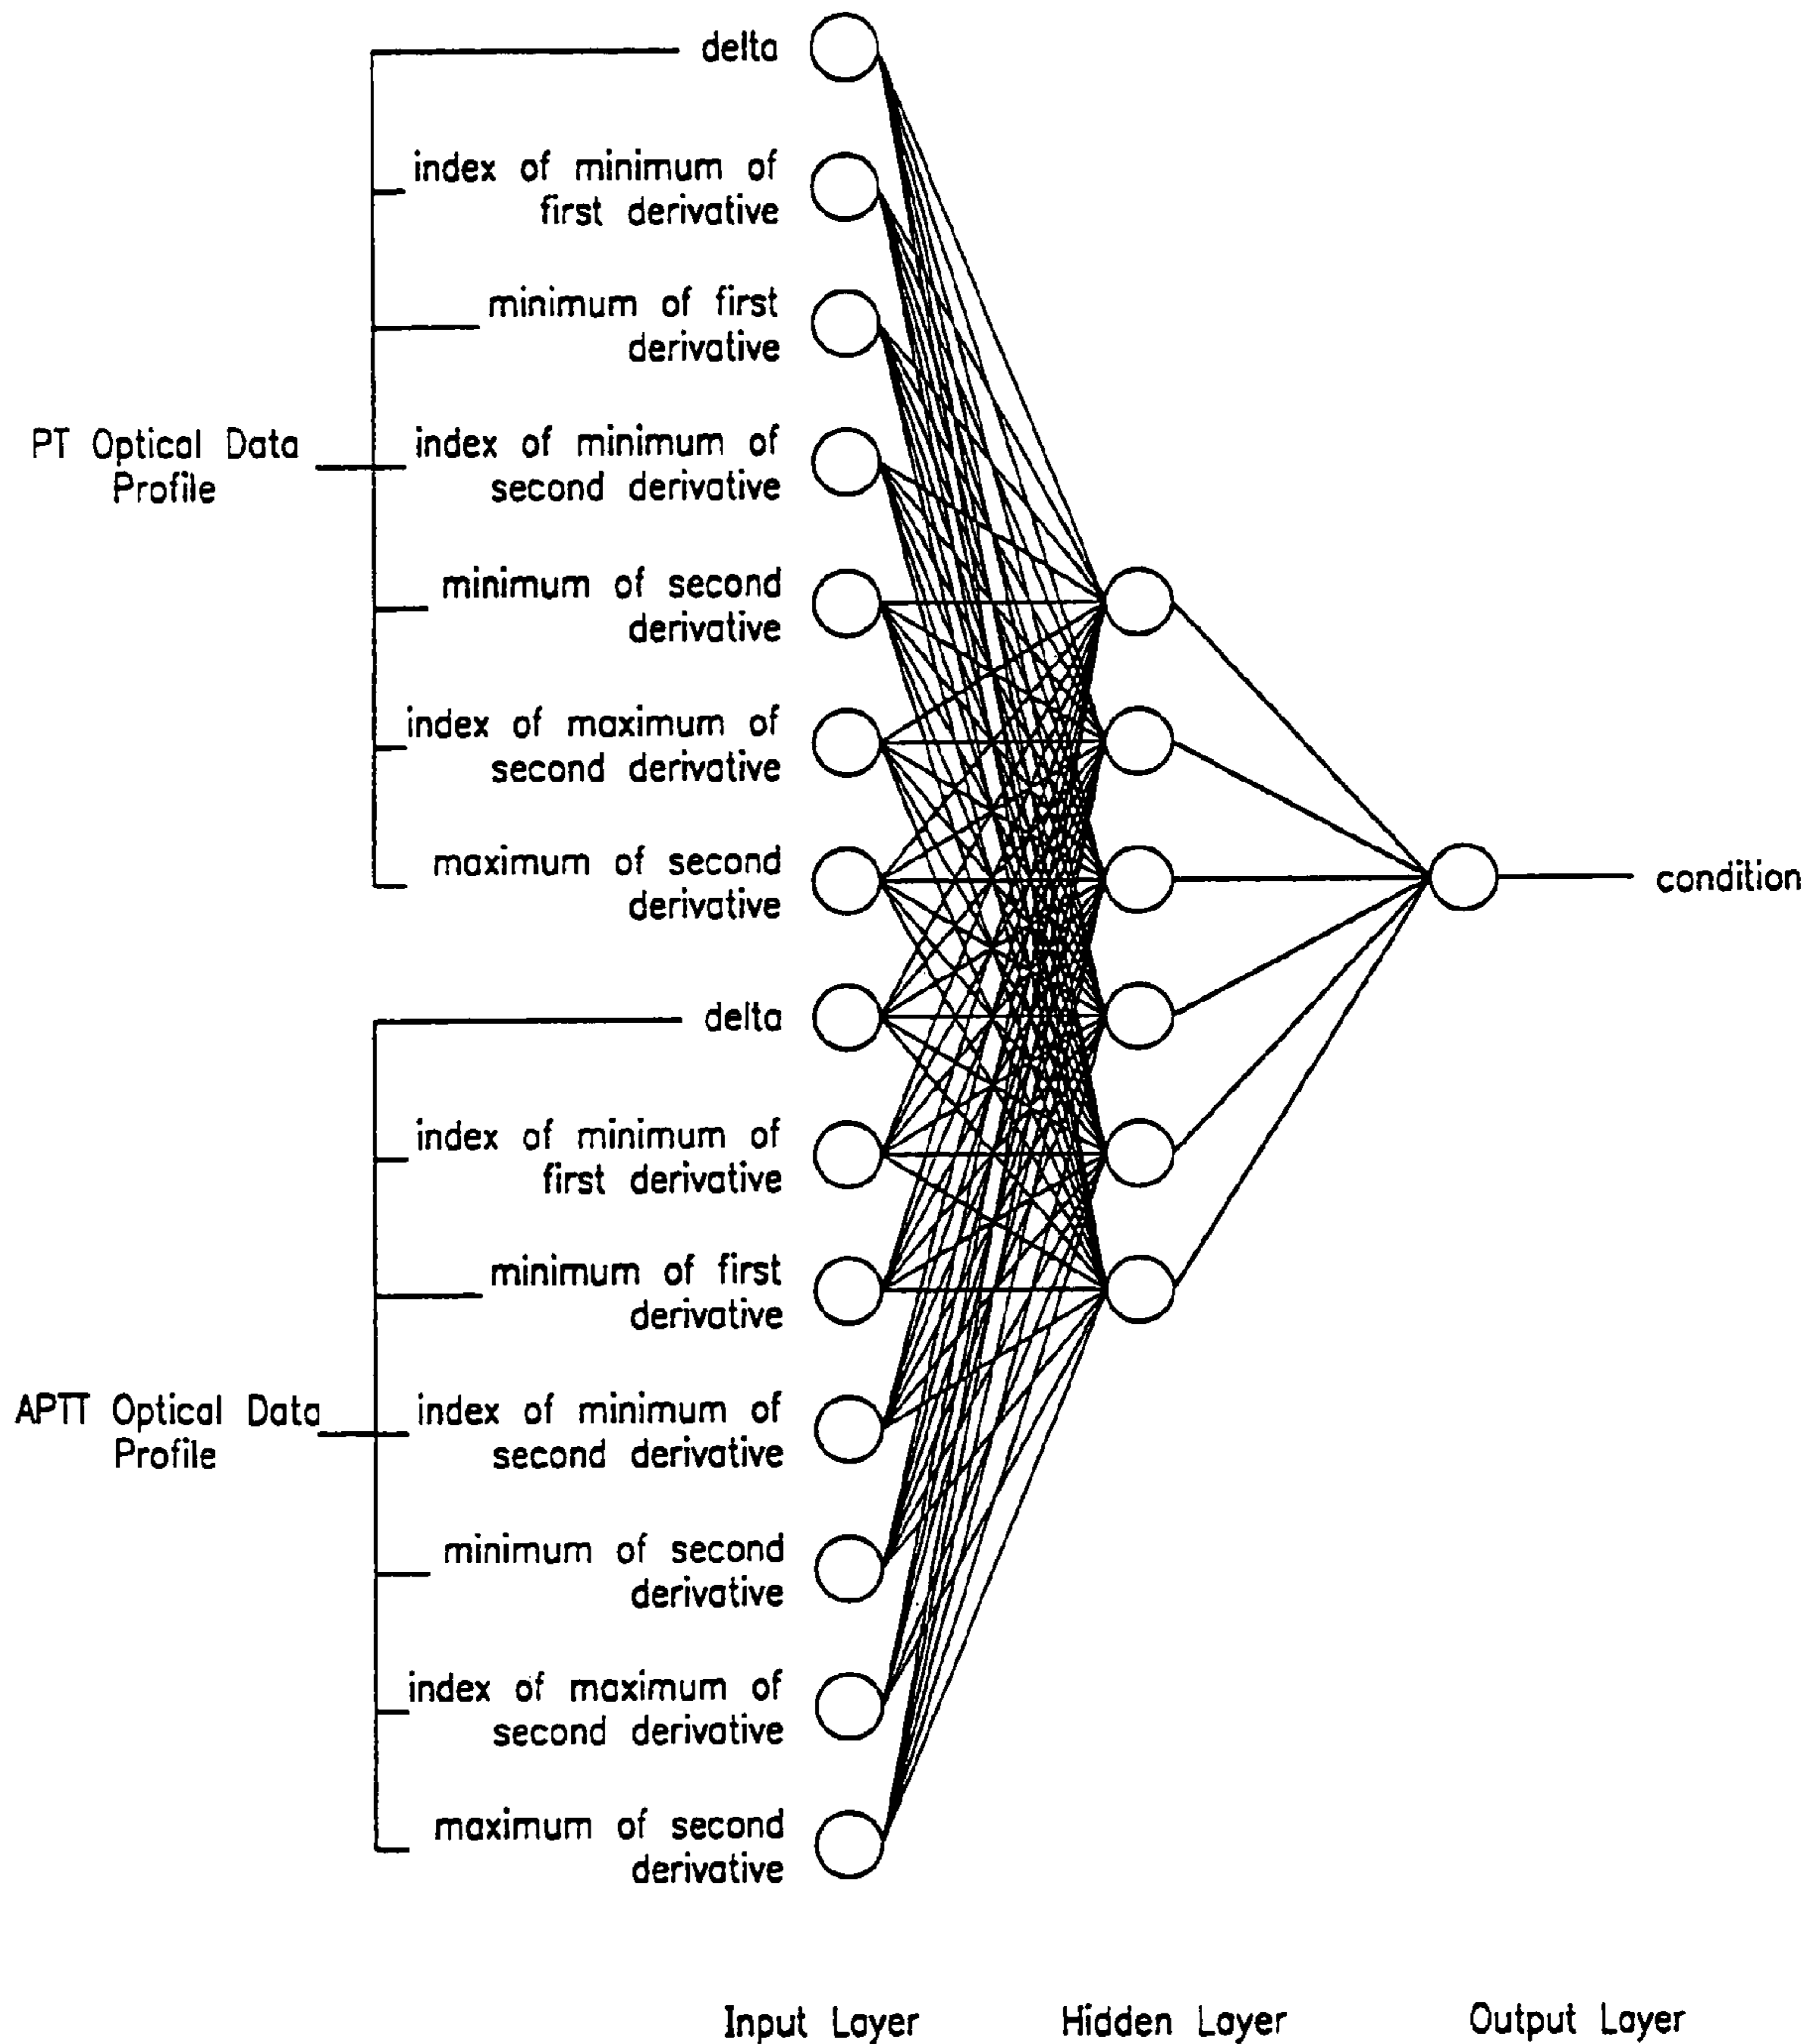 delta
index of minimum of
first derivative
minimum of first
derivative
PT Optical Data
Profile
index of minimum of
second derivative
minimum of second
derivative
index of maximum of
second derivative
maximum of second
derivative
condition
delta
index of minimum of
first derivative
minimum of first
derivative
APTT Optical Data
Profile
index of minimum of
second derivative
minimum of second
derivative
index of maximum of
second derivative
maximum of second
derivative
Input Layer
Hidden Layer
Output Layer